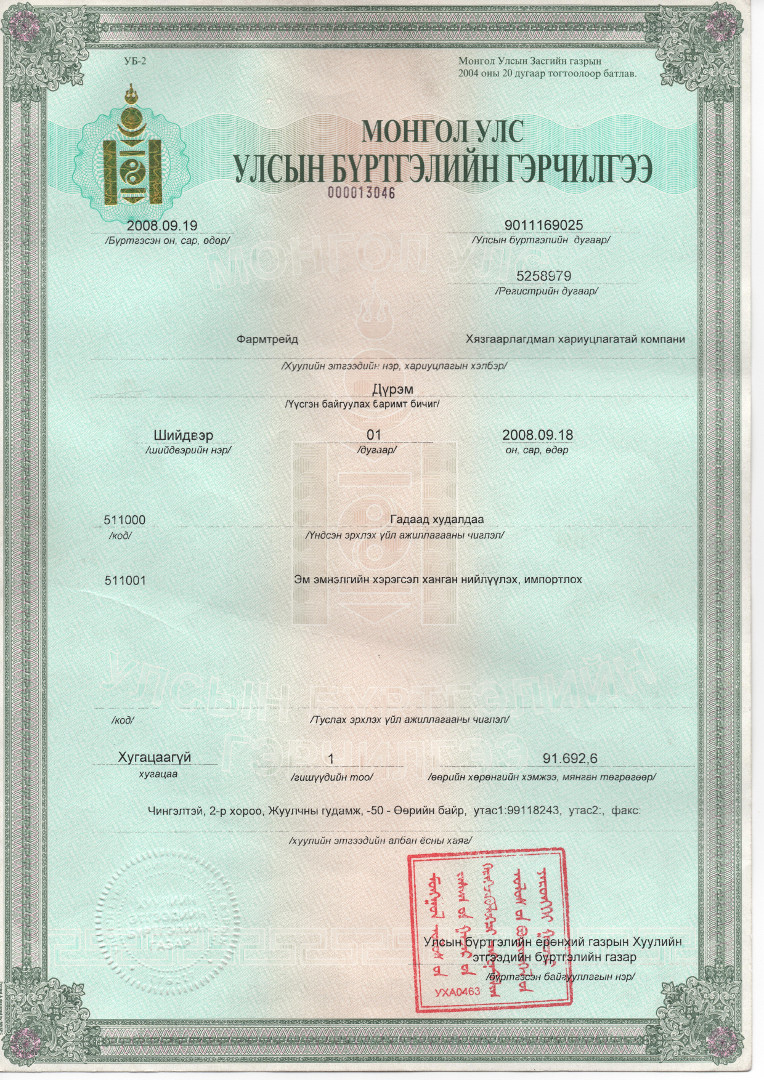 УБ-2
Монгол Улсын Засгийн газрын
2004 оны 20 дугаар тогтоолоор батлав.
МОНГОЛ УЛС
УЛСЫН БҮРТГЭЛИЙН ГЭРЧИЛГЭЭ
000013046
2008.09.19 9011169025
/Бүртгэсэн он, сар, өдөр/ /Улсын бүртгэлийн дугаар/
5258979
/Регистрийн дугаар/
Фармтрейд Хязгаарлагдмал хариуцлагатай компани
/Хуулийн этгээдийн нэр, хариуцлагын хэлбэр/
Дүрэм
/Үүсгэн байгуулах баримт бичиг/
Шийдвэр 01 2008.09.18
/шийдвэрийн нэр/ /дугаар/ он, сар, өдөр
511000 Гадаад худалдаа
/код/ /Үндсэн эрхлэх үйл ажиллагааны чиглэл/
511001 Эм эмнэлгийн хэрэгсэл ханган нийлүүлэх, импортлох
УЛСЫН БҮРТГЭЛИЙН
/код/ /Туслах эрхлэх үйл ажиллагааны чиглэл/
ГЭРЧИЛГЭЭ
Хугацаагүй 1 91.692,6
хугацаа /гишүүдийн тоо/ /өөрийн хөрөнгийн хэмжээ, мянган төгрөгөөр/
Чингэлтэй, 2-р хороо, Жуулчны гудамж, -50 - Өөрийн байр, утас1:99118243, утас2:, факс:
/хуулийн этгээдийн албан ёсны хаяг/
Улсын бүртгэлийн ерөнхий газрын Хуулийн
этгээдийн бүртгэлийн газар
/бүртгэсэн байгууллагын нэр/
УХА0463